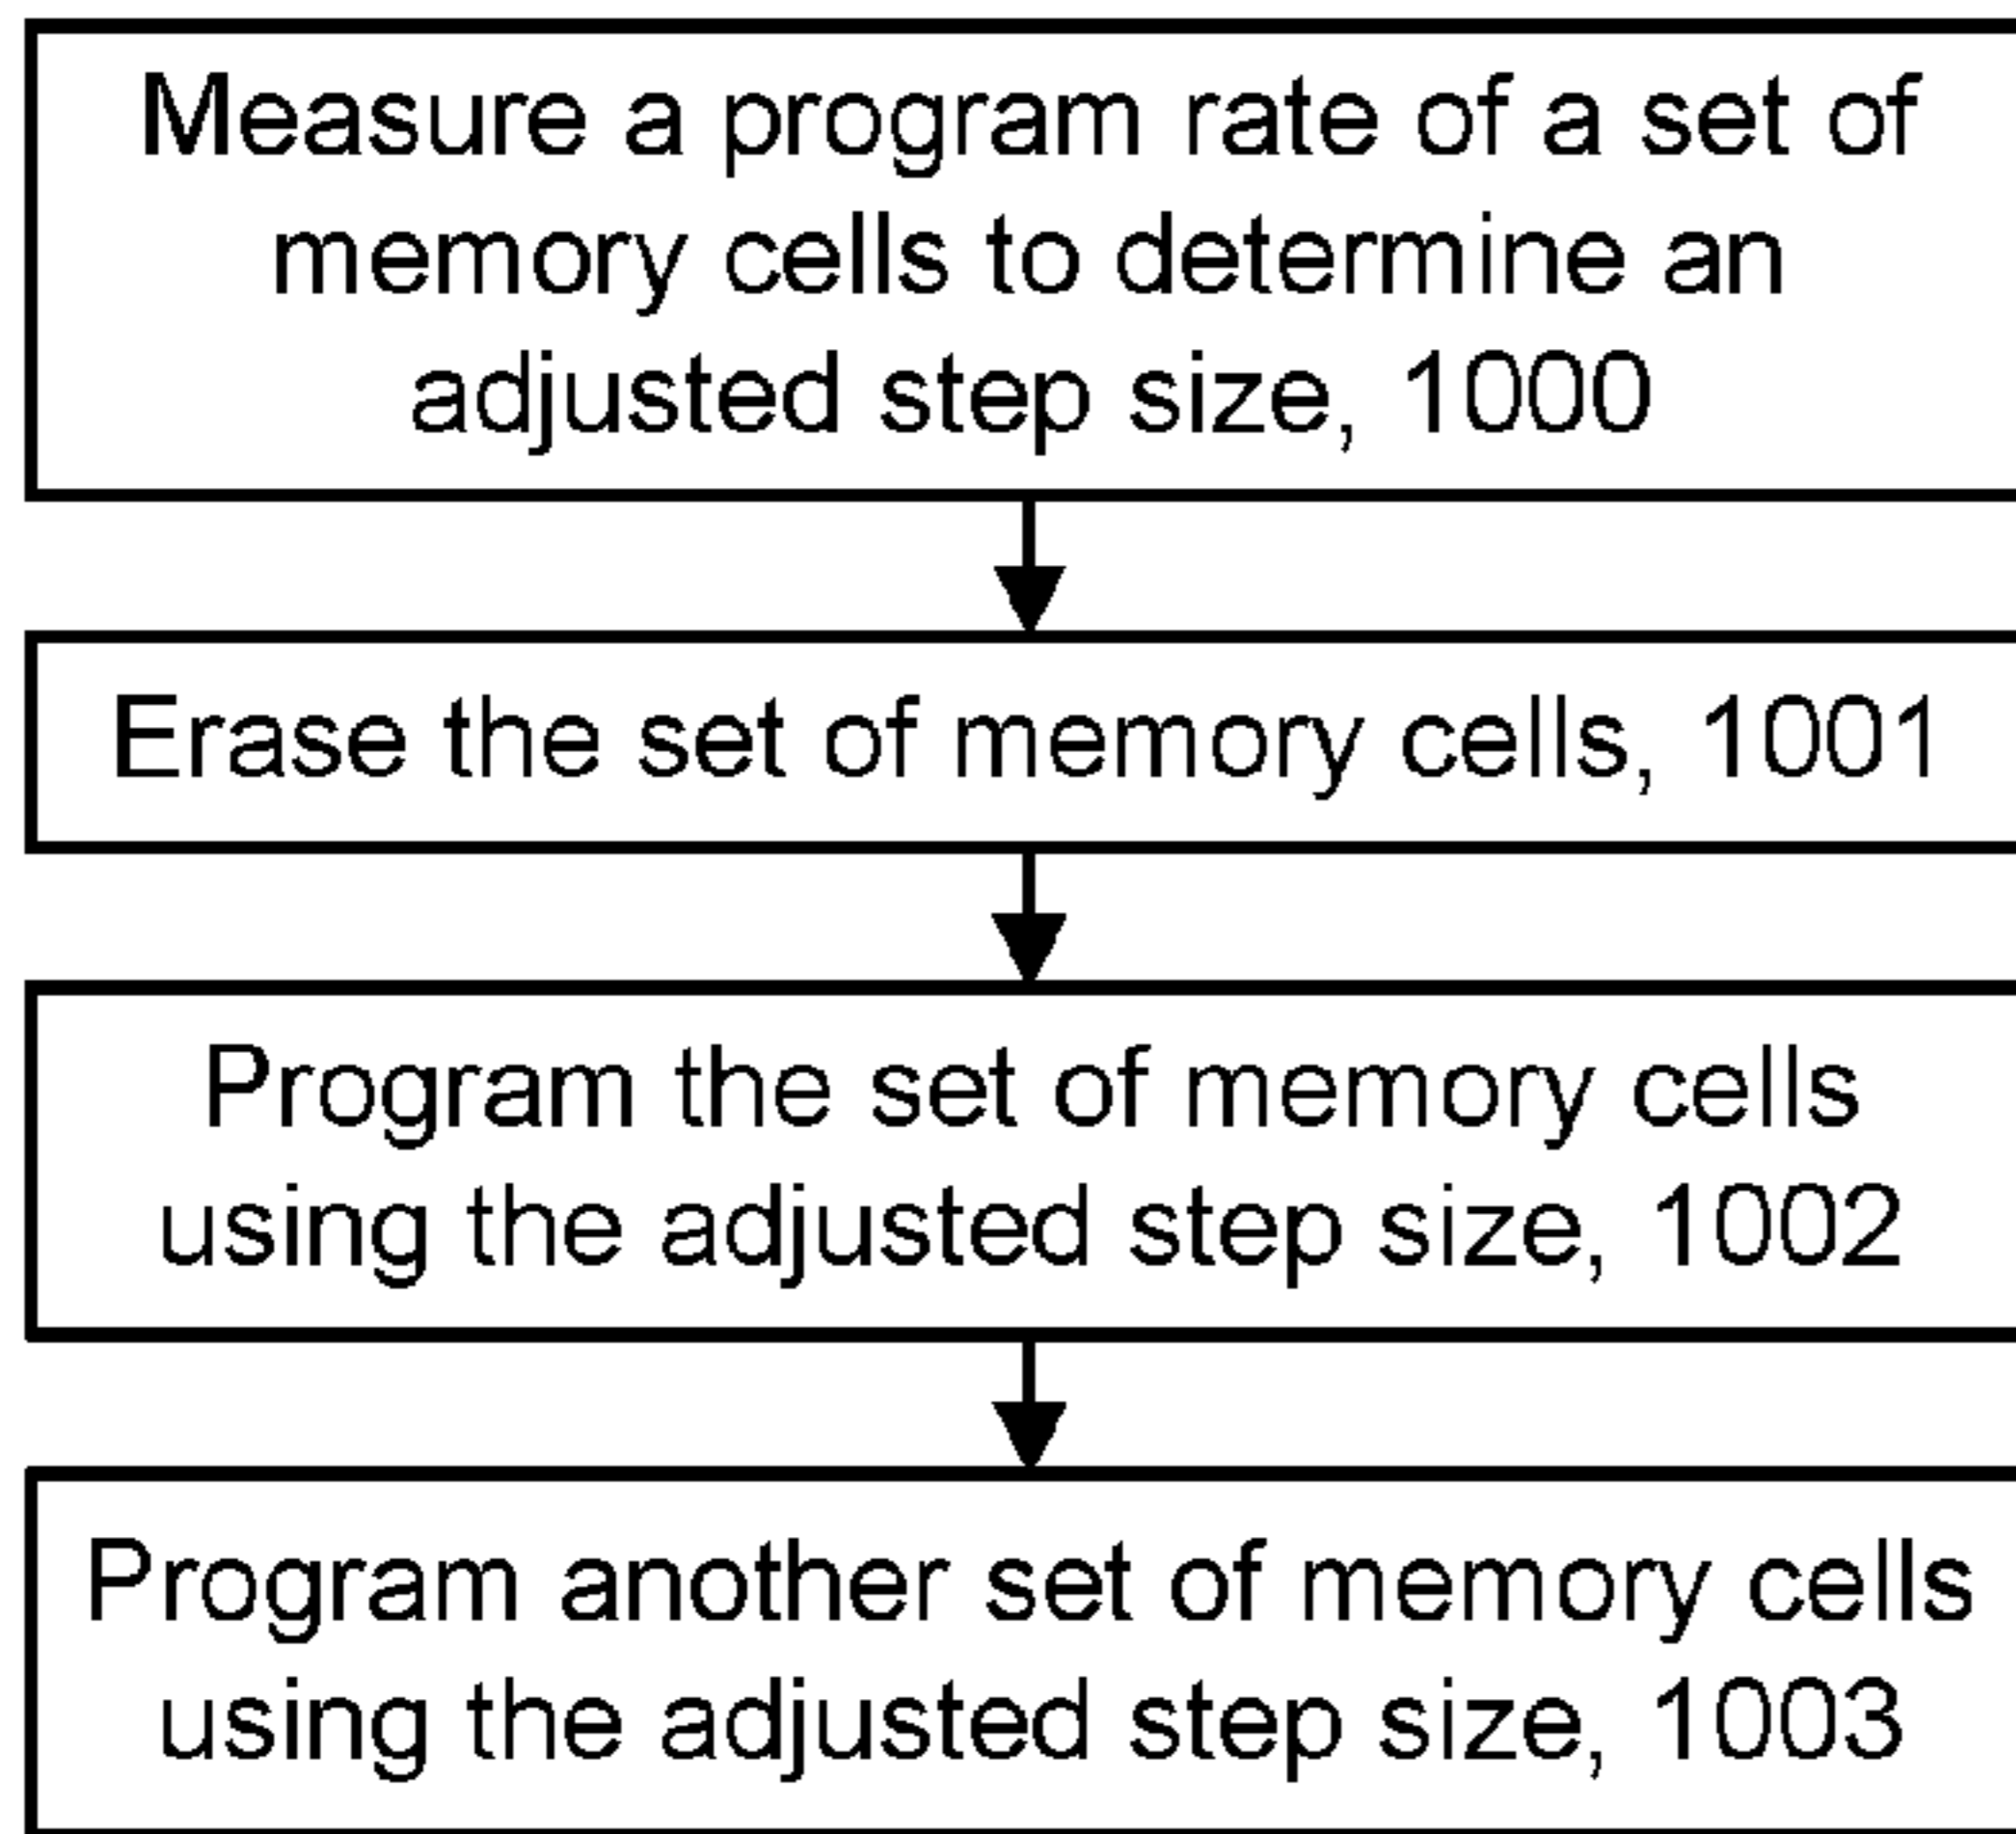 Measure a program rate of a set of
memory cells to determine an
adjusted step size, 1000
Erase the set of memory cells, 1001
Program the set of memory cells
using the adjusted step size, 1002
Program another set of memory cells
using the adjusted step size, 1003